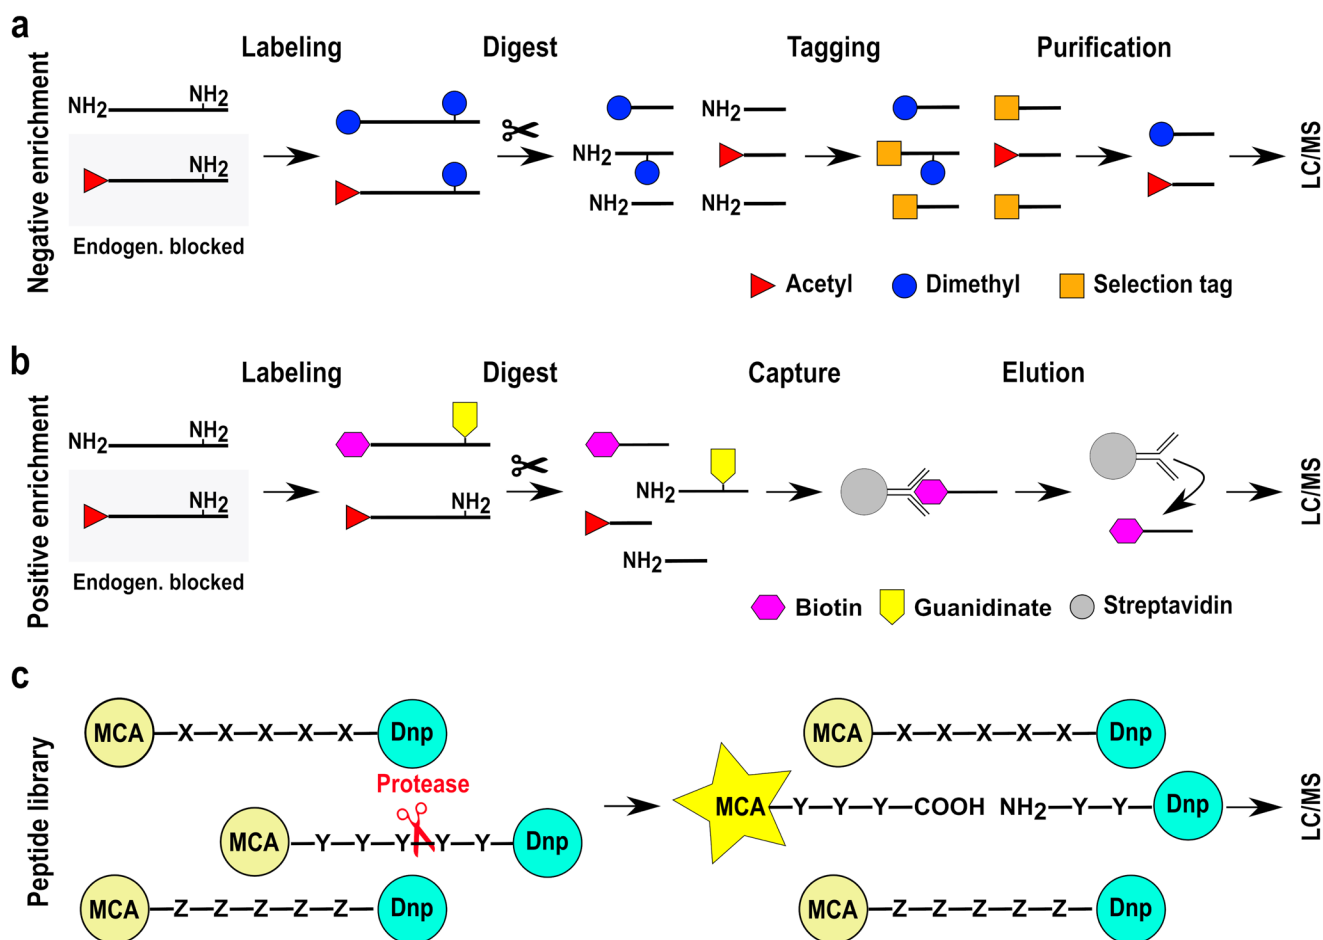 a
Negative enrichment
Labeling Digest Tagging Purification
NH2 NH2
NH2
Endogen. blocked
NH2
NH2
NH2
NH2
LC/MS
Acetyl Dimethyl Selection tag
b
Positive enrichment
Labeling Digest Capture Elution
NH2 NH2
NH2
Endogen. blocked
NH2
NH2
NH2
LC/MS
Biotin Guanidinate Streptavidin
c
Peptide library
MCA X X X X X Dnp
Protease
MCA Y Y Y Y Y Dnp
MCA Z Z Z Z Z Dnp
MCA X X X X X Dnp
MCA Y Y Y COOH NH2 Y Y Dnp
MCA Z Z Z Z Z Dnp
LC/MS